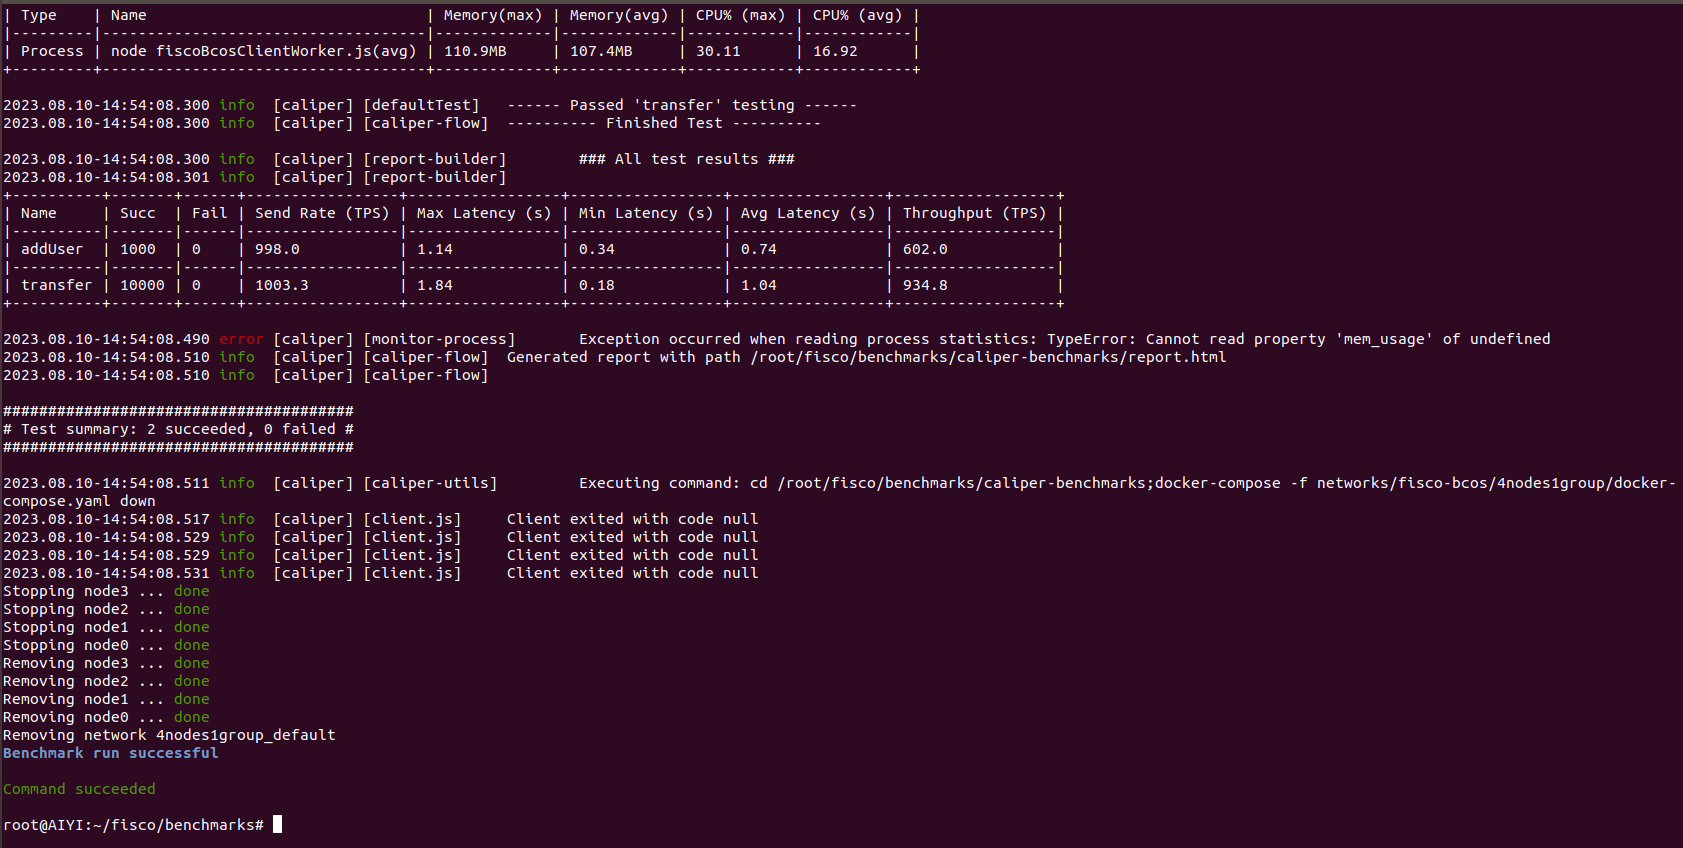 | Type    | Name                               | Memory(max) | Memory(avg) | CPU% (max) | CPU% (avg) |
|---------|------------------------------------|-------------|-------------|------------|------------|
| Process | node fiscoBcosClientWorker.js(avg) | 110.9MB     | 107.4MB     | 30.11      | 16.92      |
+---------+------------------------------------+-------------+-------------+------------+------------+
2023.08.10-14:54:08.300 info  [caliper] [defaultTest]   ------ Passed 'transfer' testing ------
2023.08.10-14:54:08.300 info  [caliper] [caliper-flow]  ---------- Finished Test ----------
2023.08.10-14:54:08.300 info  [caliper] [report-builder]        ### All test results ###
2023.08.10-14:54:08.301 info  [caliper] [report-builder]
+----------+-------+------+-----------------+-----------------+-----------------+-----------------+------------------+
| Name     | Succ  | Fail | Send Rate (TPS) | Max Latency (s) | Min Latency (s) | Avg Latency (s) | Throughput (TPS) |
|----------|-------|------|-----------------|-----------------|-----------------|-----------------|------------------|
| addUser  | 1000  | 0    | 998.0           | 1.14            | 0.34            | 0.74            | 602.0            |
|----------|-------|------|-----------------|-----------------|-----------------|-----------------|------------------|
| transfer | 10000 | 0    | 1003.3          | 1.84            | 0.18            | 1.04            | 934.8            |
+----------+-------+------+-----------------+-----------------+-----------------+-----------------+------------------+
2023.08.10-14:54:08.490 error [caliper] [monitor-process]       Exception occurred when reading process statistics: TypeError: Cannot read property 'mem_usage' of undefined
2023.08.10-14:54:08.510 info  [caliper] [caliper-flow]  Generated report with path /root/fisco/benchmarks/caliper-benchmarks/report.html
2023.08.10-14:54:08.510 info  [caliper] [caliper-flow]
#######################################
# Test summary: 2 succeeded, 0 failed #
#######################################
2023.08.10-14:54:08.511 info  [caliper] [caliper-utils]         Executing command: cd /root/fisco/benchmarks/caliper-benchmarks;docker-compose -f networks/fisco-bcos/4nodes1group/docker-
compose.yaml down
2023.08.10-14:54:08.517 info  [caliper] [client.js]     Client exited with code null
2023.08.10-14:54:08.529 info  [caliper] [client.js]     Client exited with code null
2023.08.10-14:54:08.529 info  [caliper] [client.js]     Client exited with code null
2023.08.10-14:54:08.531 info  [caliper] [client.js]     Client exited with code null
Stopping node3 ... done
Stopping node2 ... done
Stopping node1 ... done
Stopping node0 ... done
Removing node3 ... done
Removing node2 ... done
Removing node1 ... done
Removing node0 ... done
Removing network 4nodes1group_default
Benchmark run successful
Command succeeded
root@AIYI:~/fisco/benchmarks#